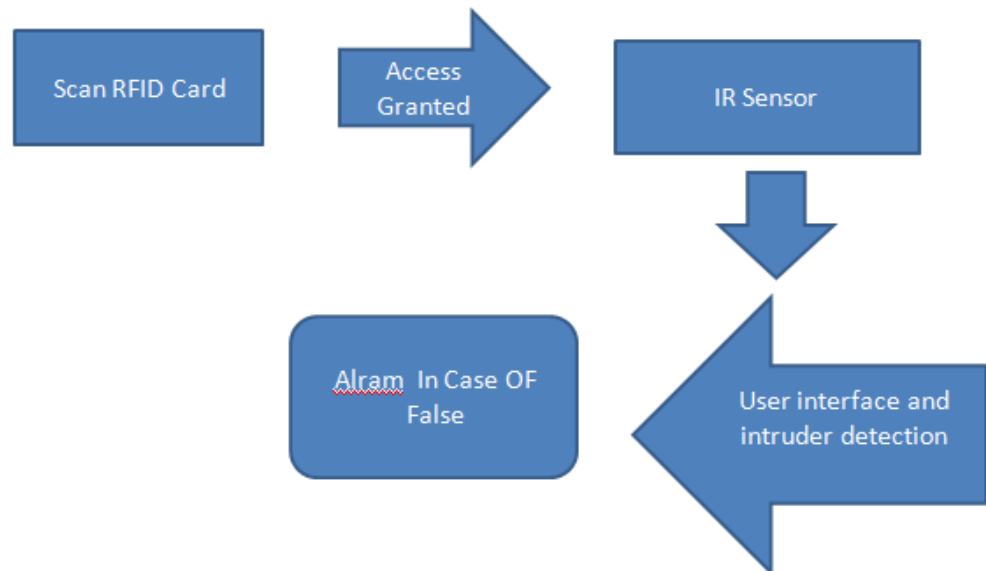 Scan RFID Card
Access
Granted
IR Sensor
User interface and
intruder detection
Alram In Case OF
False